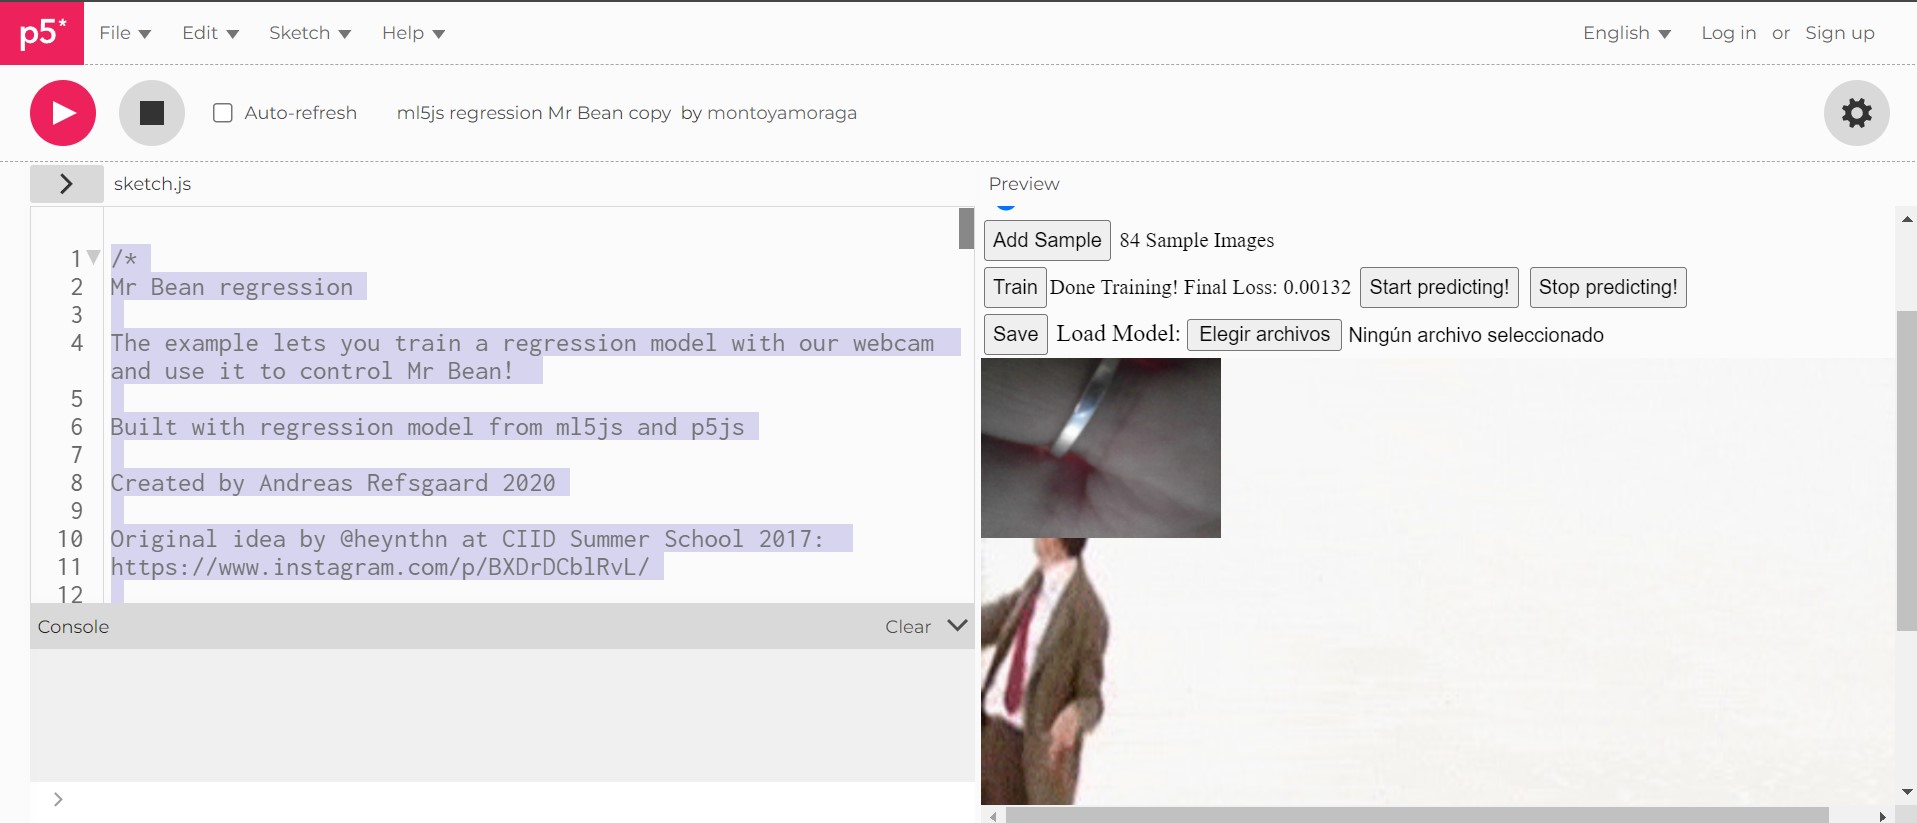 p5* File Edit Sketch Help English Log in or Sign up
Auto-refresh ml5js regression Mr Bean copy by montoyamoraga
sketch.js
Preview
1 /*
2 Mr Bean regression
3
4 The example lets you train a regression model with our webcam
and use it to control Mr Bean!
5
6 Built with regression model from ml5js and p5js
7
8 Created by Andreas Refsgaard 2020
9
10 Original idea by @heynthn at CIID Summer School 2017:
11 https://www.instagram.com/p/BXDrDCblRvL/
12
Console Clear
Add Sample 84 Sample Images
Train Done Training! Final Loss: 0.00132 Start predicting! Stop predicting!
Save Load Model: Elegir archivos Ningún archivo seleccionado